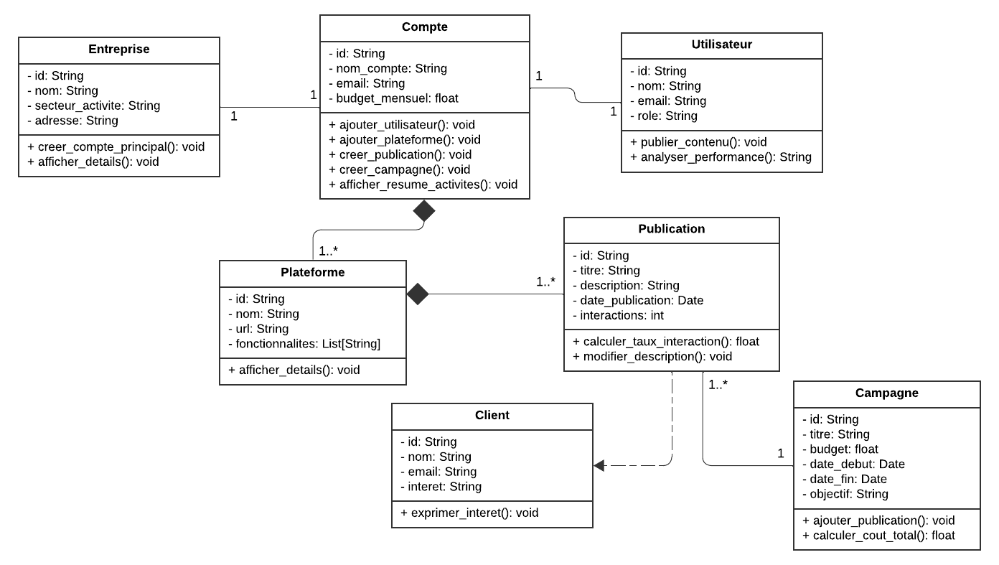 Entreprise
- id: String
- nom: String
- secteur_activite: String
- adresse: String
+ creer_compte_principal(): void
+ afficher_details(): void
1
1
Compte
- id: String
- nom_compte: String
- email: String
- budget_mensuel: float
+ ajouter_utilisateur(): void
+ ajouter_plateforme(): void
+ creer_publication(): void
+ creer_campagne(): void
+ afficher_resume_activites(): void
1
1
Utilisateur
- id: String
- nom: String
- email: String
- role: String
+ publier_contenu(): void
+ analyser_performance(): String
1..*
Plateforme
- id: String
- nom: String
- url: String
- fonctionnalites: List[String]
+ afficher_details(): void
1..*
Publication
- id: String
- titre: String
- description: String
- date_publication: Date
- interactions: int
+ calculer_taux_interaction(): float
+ modifier_description(): void
1..*
1
Client
- id: String
- nom: String
- email: String
- interet: String
+ exprimer_interet(): void
Campagne
- id: String
- titre: String
- budget: float
- date_debut: Date
- date_fin: Date
- objectif: String
+ ajouter_publication(): void
+ calculer_cout_total(): float